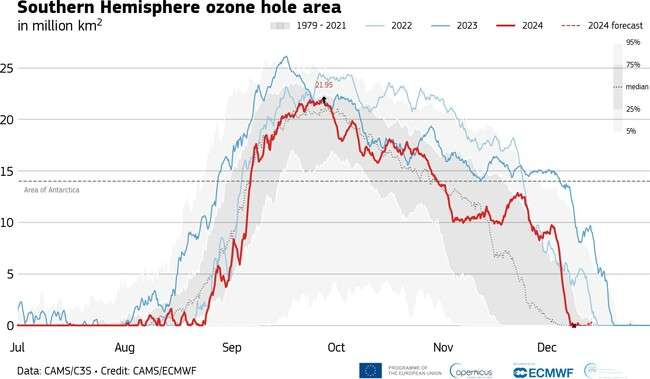 Southern Hemisphere ozone hole area
in million km2
1979 - 2021
2022
2023
2024
2024 forecast
95%
75%
median
25%
5%
25
20
15
10
5
0
21.95
Area of Antarctica
Jul Aug Sep Oct Nov Dec
Data: CAMS/C3S • Credit: CAMS/ECMWF
PROGRAMME OF
THE EUROPEAN UNION
opernicus
ECMWF